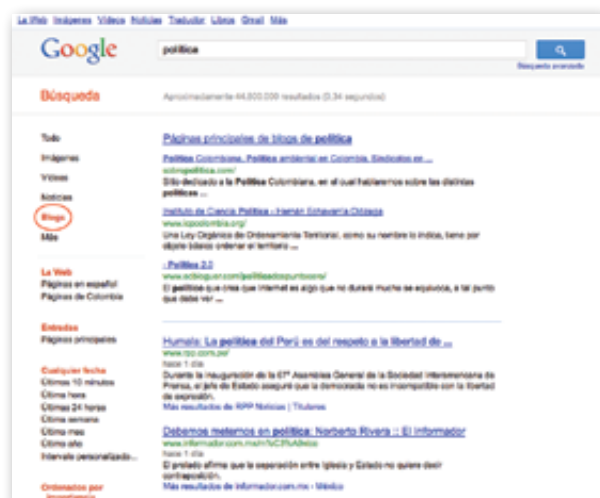 La Web Imágenes Videos Noticias Traductor Libros Gmail Más
Google
política
Búsqueda avanzada
Búsqueda
Aproximadamente 44.800.000 resultados (0,34 segundos)
Todo
Imágenes
Videos
Noticias
Blogs
Más
La Web
Páginas en español
Páginas de Colombia
Entradas
Páginas principales
Cualquier fecha
Últimos 10 minutos
Última hora
Últimas 24 horas
Última semana
Último mes
Último año
Intervalo personalizado...
Ordenados por
Páginas principales de blogs de política
Política Colombiana, Política ambiental en Colombia, Sindicatos en ...
sobrepolitica.com/
Sitio dedicado a la Política Colombiana, en el cual hablaremos sobre las distintas
políticas ...
Instituto de Ciencia Política - Hernán Echavarría Olózaga
www.icpcolombia.org/
Una Ley Orgánica de Ordenamiento Territorial, como su nombre lo indica, tiene por
objeto básico ordenar el territorio ...
- Política 2.0
El político que crea que internet es algo que no durará mucho se equivoca, a tal punto
que debe ver ...
Humala: La política del Perú es del respeto a la libertad de ...
www.rpp.com.pe/
hace 1 día
Durante la inauguración de la 67ª Asamblea General de la Sociedad Interamericana de
Prensa, el jefe de Estado aseguró que la democracia no es incompatible con la libertad
de expresión.
Más resultados de RPP Noticias | Titulares
Debemos meternos en política: Norberto Rivera :: El Informador
www.informador.com.mx/m%C3%A9xico
hace 1 día
El prelado afirma que la separación entre Iglesia y Estado no quiere decir
contraposición.
Más resultados de informador.com.mx › México